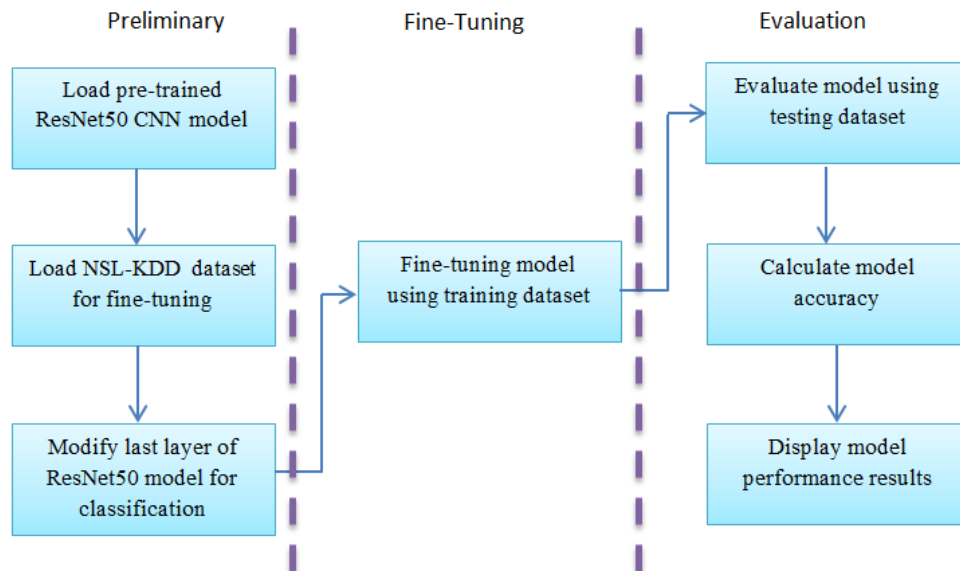 Preliminary
Load pre-trained
ResNet50 CNN model
Load NSL-KDD dataset
for fine-tuning
Modify last layer of
ResNet50 model for
classification
Fine-Tuning
Fine-tuning model
using training dataset
Evaluation
Evaluate model using
testing dataset
Calculate model
accuracy
Display model
performance results